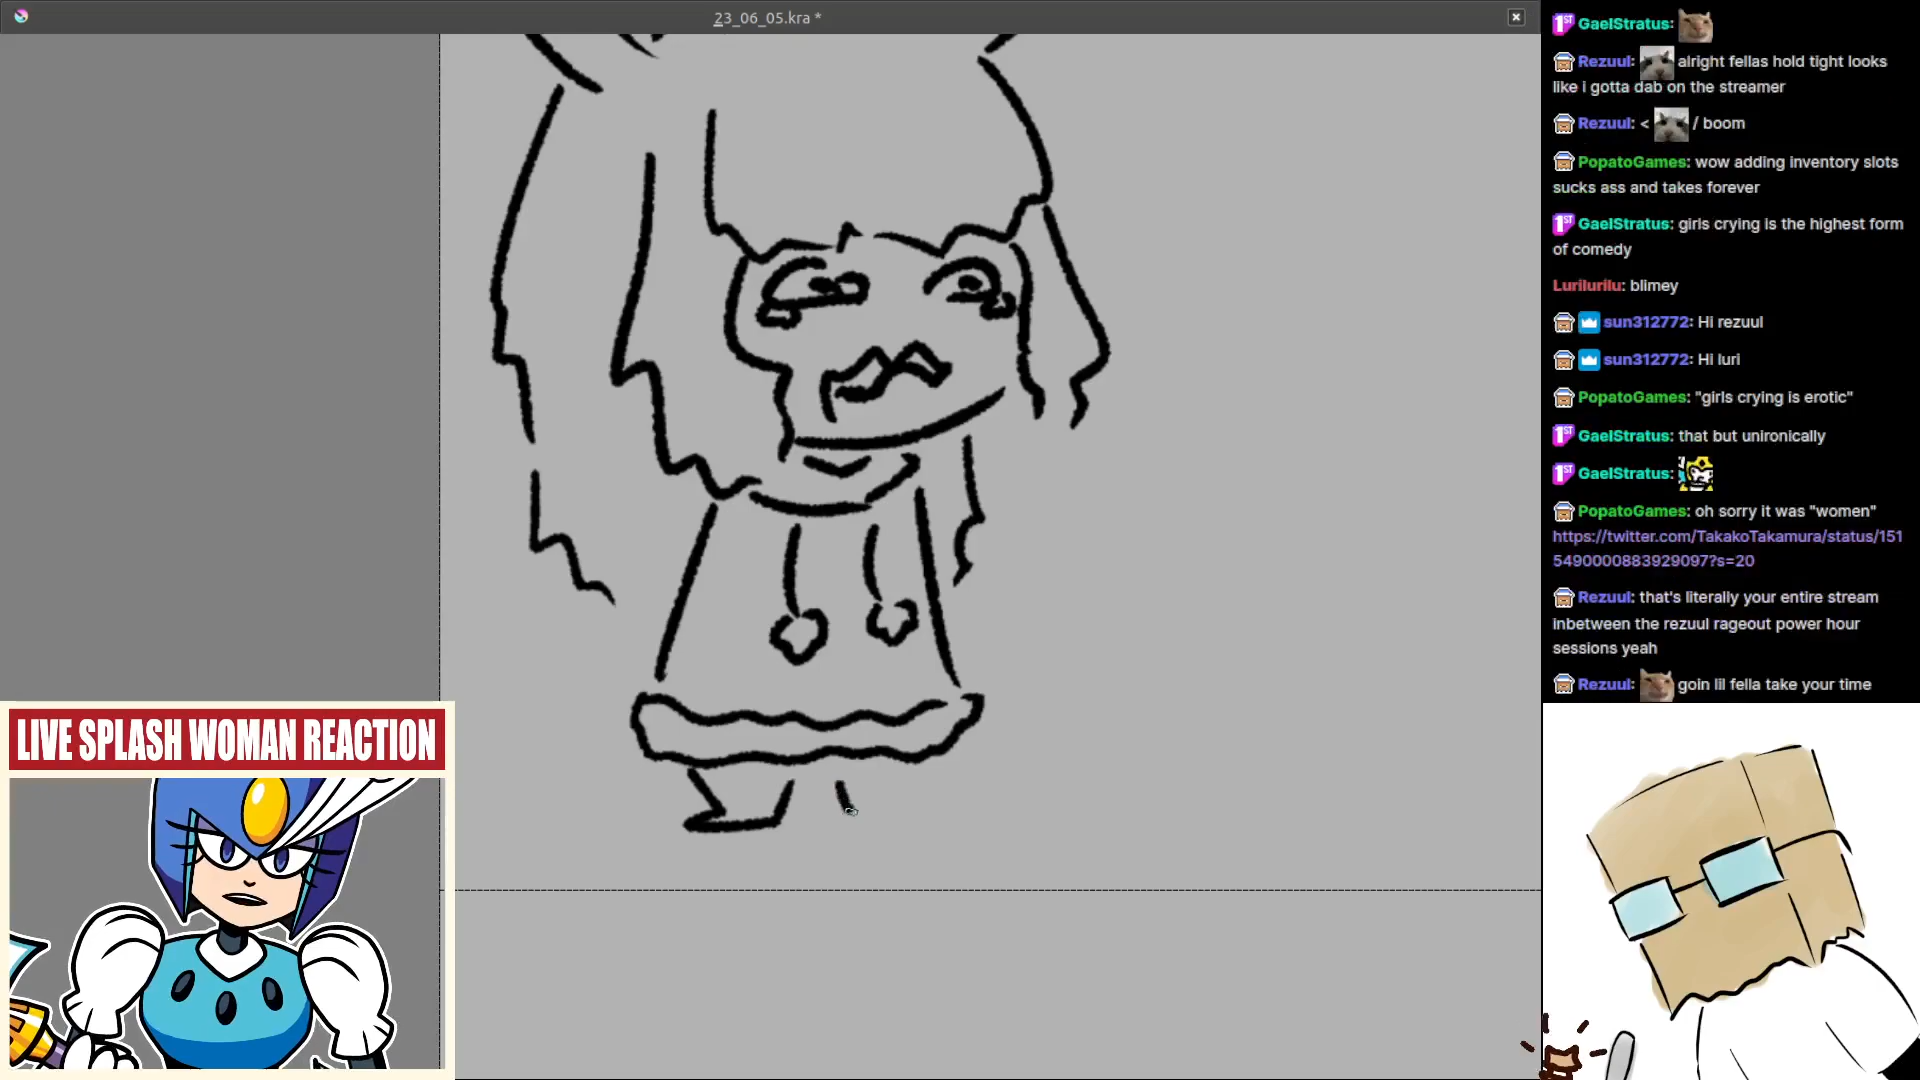 23_06_05.kra *
GaelStratus:
Rezuul: alright fellas hold tight looks
like i gotta dab on the streamer
Rezuul: < / boom
PopatoGames: wow adding inventory slots
sucks ass and takes forever
GaelStratus: girls crying is the highest form
of comedy
Lurilurilu: blimey
sun312772: Hi rezuul
sun312772: Hi luri
PopatoGames: "girls crying is erotic"
GaelStratus: that but unironically
GaelStratus:
PopatoGames: oh sorry it was "women"
https://twitter.com/TakakoTakamura/status/151
5490000883929097?s=20
Rezuul: that's literally your entire stream
inbetween the rezuul rageout power hour
sessions yeah
Rezuul: goin lil fella take your time
LIVE SPLASH WOMAN REACTION